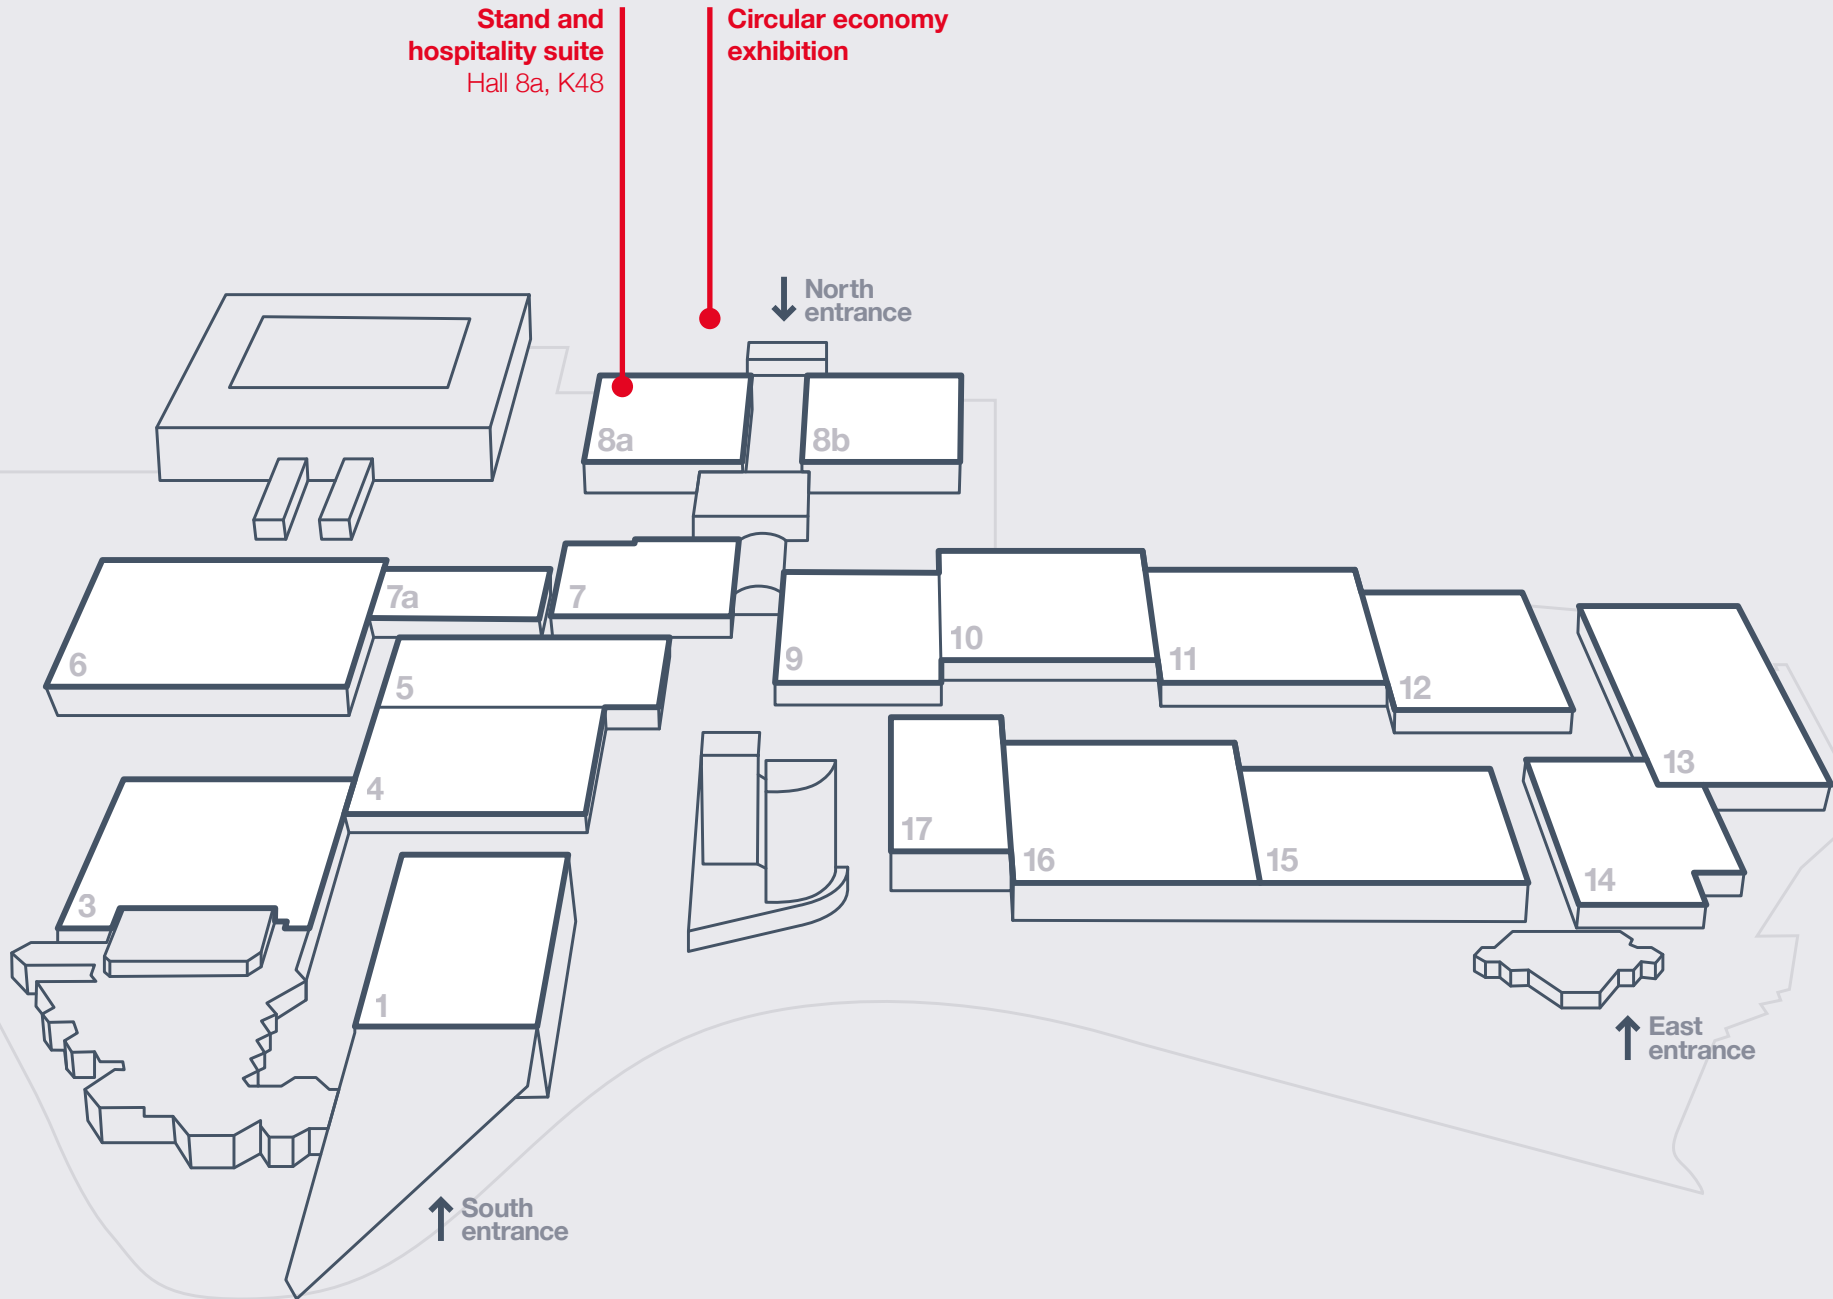 Stand and
hospitality suite
Hall 8a, K48
Circular economy
exhibition
North
entrance
8a
8b
7a
7
6
5
4
3
1
9
10
11
12
13
17
16
15
14
East
entrance
South
entrance